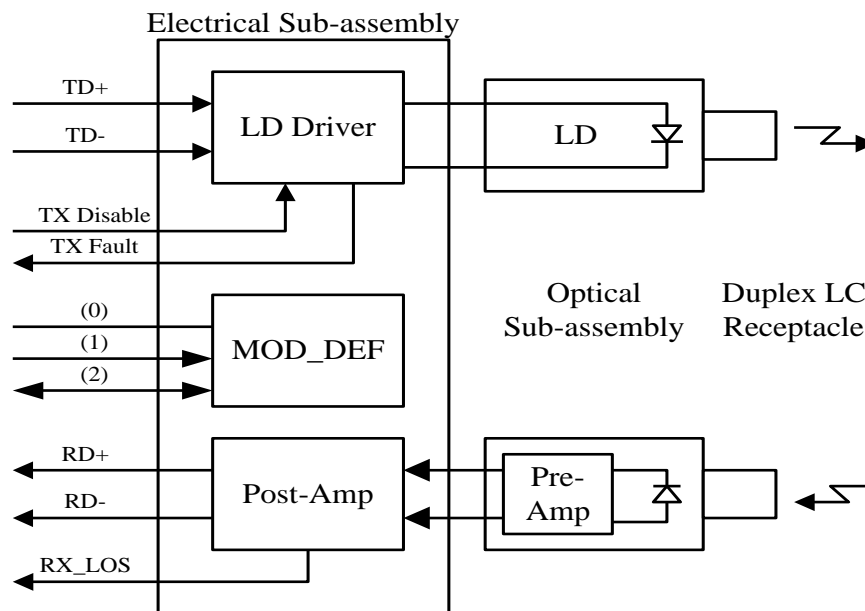 Electrical Sub-assembly
TD+
LD Driver
LD
TD-
TX Disable
TX Fault
(0)
(1)
(2)
MOD_DEF
Optical
Sub-assembly
Duplex LC
Receptacle
RD+
RD-
RX_LOS
Post-Amp
Pre-
Amp